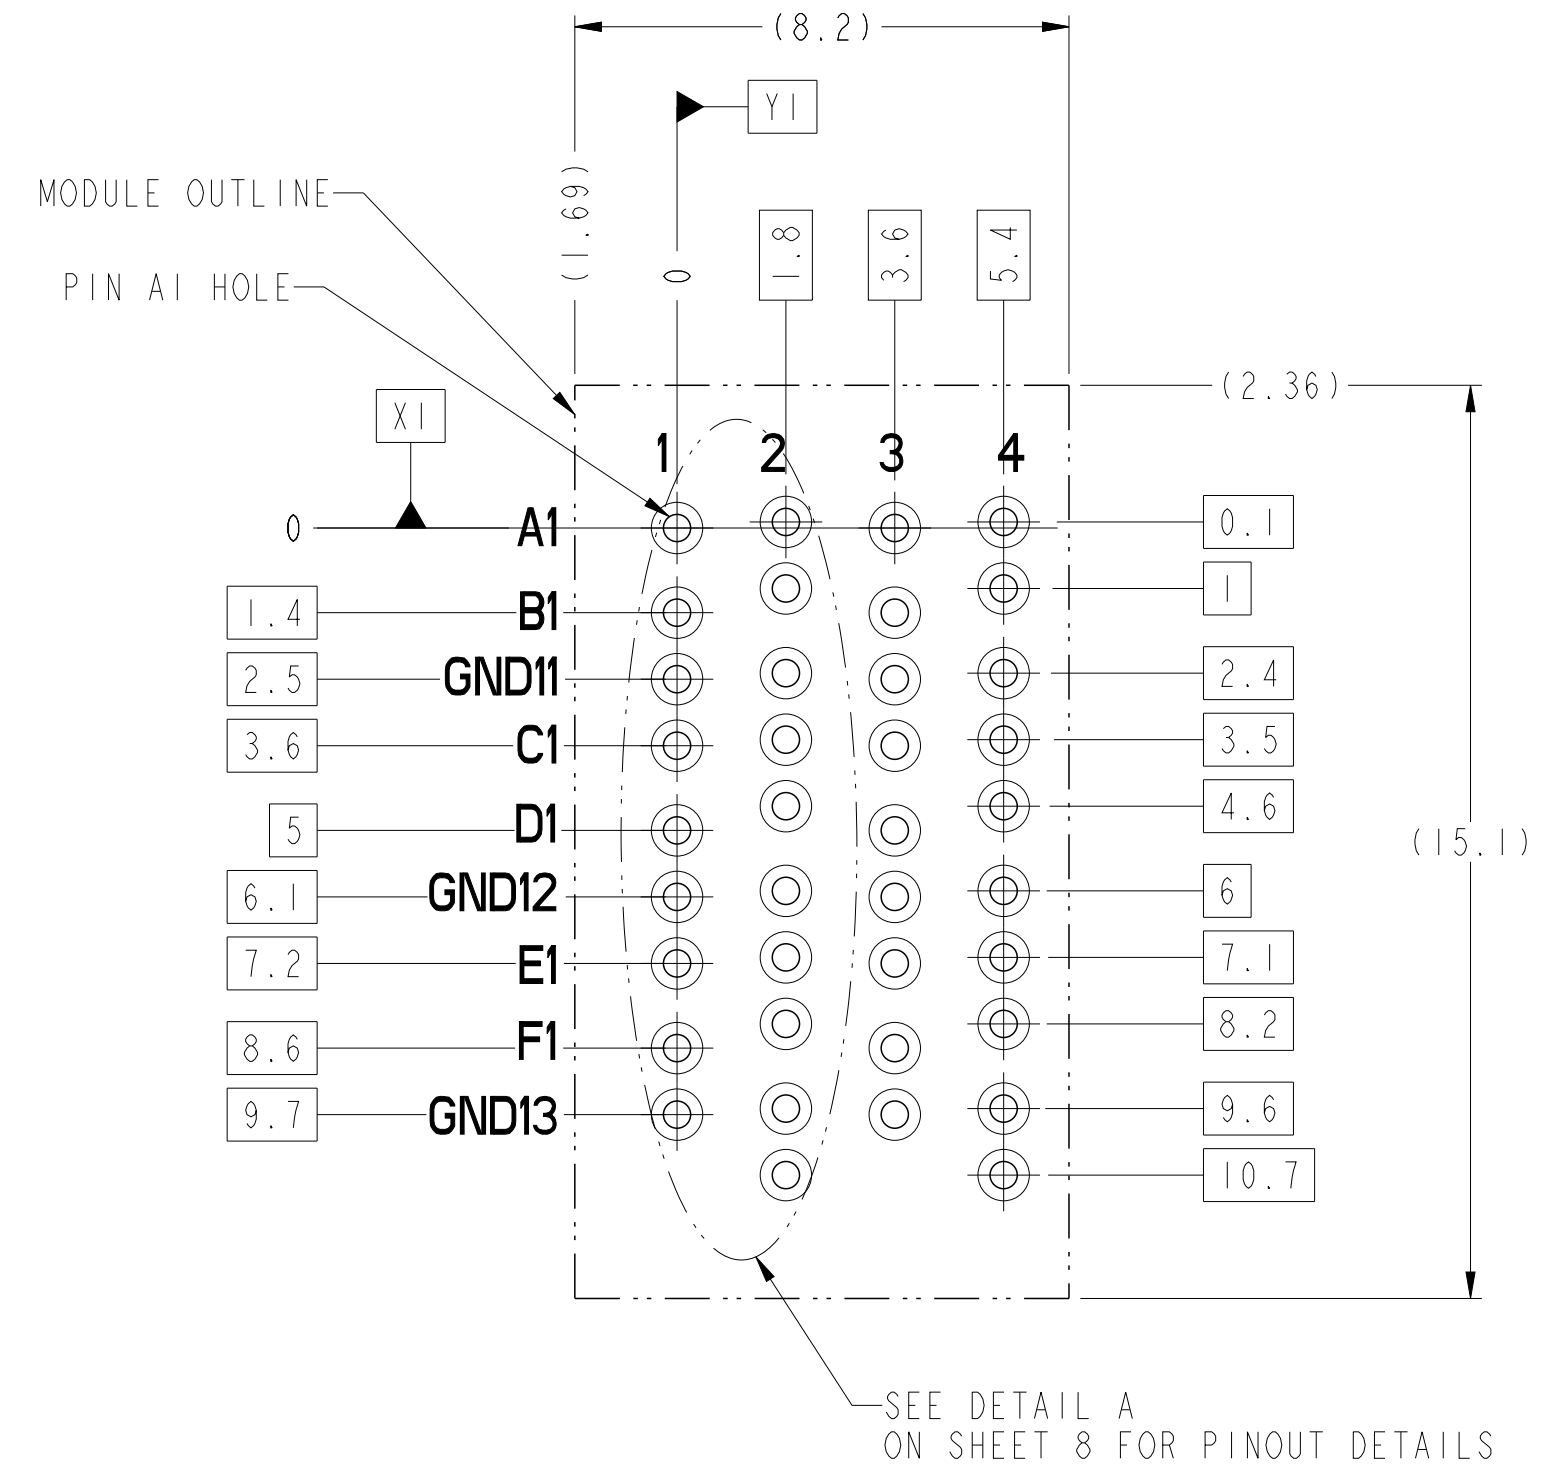 (8.2)
Y1
(1.69)
0
1.8
3.6
5.4
MODULE OUTLINE
PIN A1 HOLE
(2.36)
X1
1 2 3 4
0 A1 0.1
1
1.4 B1
2.5 GND11 2.4
3.6 C1 3.5
4.6
5 D1
(15.1)
6.1 GND12 6
7.2 E1 7.1
8.2
8.6 F1
9.7 GND13 9.6
10.7
SEE DETAIL A
ON SHEET 8 FOR PINOUT DETAILS